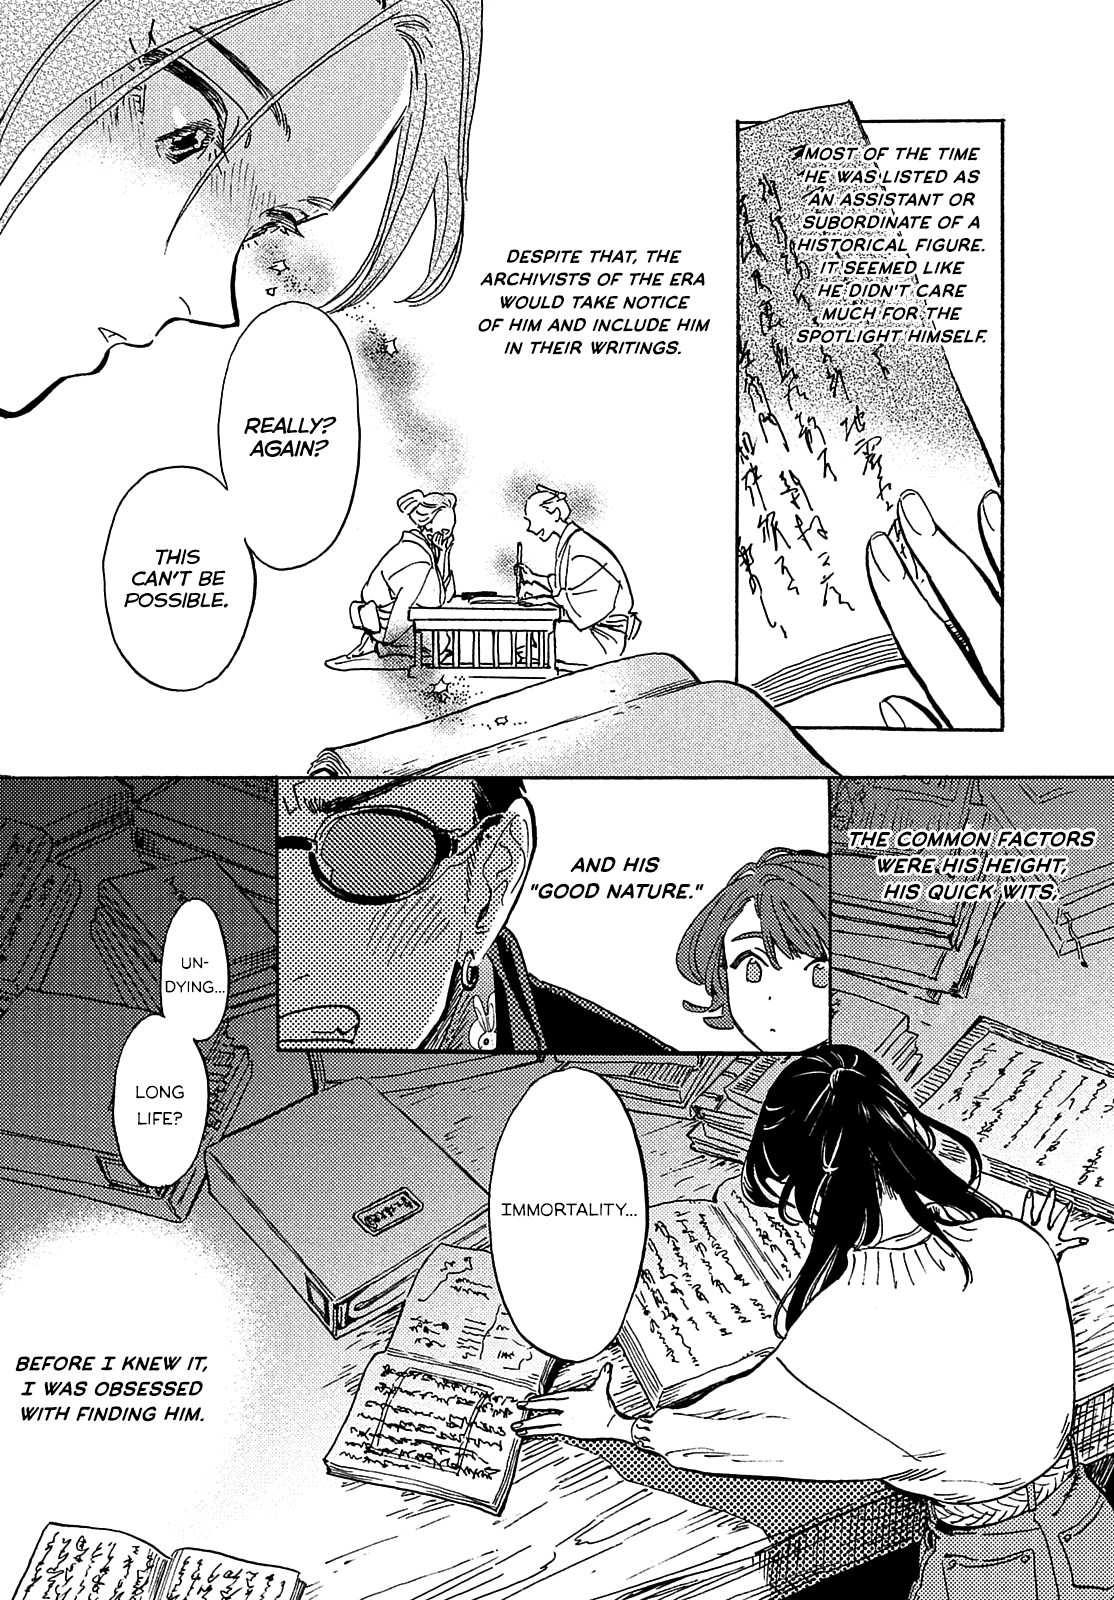 MOST OF THE TIME
HE WAS LISTED AS
AN ASSISTANT OR
SUBORDINATE OF A
HISTORICAL FIGURE.
IT SEEMED LIKE
HE DIDN'T CARE
MUCH FOR THE
SPOTLIGHT HIMSELF.
DESPITE THAT, THE
ARCHIVISTS OF THE ERA
WOULD TAKE NOTICE
OF HIM AND INCLUDE HIM
IN THEIR WRITINGS.
REALLY?
AGAIN?
THIS
CAN'T BE
POSSIBLE.
THE COMMON FACTORS
WERE HIS HEIGHT,
HIS QUICK WITS,
AND HIS
"GOOD NATURE."
UN-
DYING...
LONG
LIFE?
IMMORTALITY...
BEFORE I KNEW IT,
I WAS OBSESSED
WITH FINDING HIM.